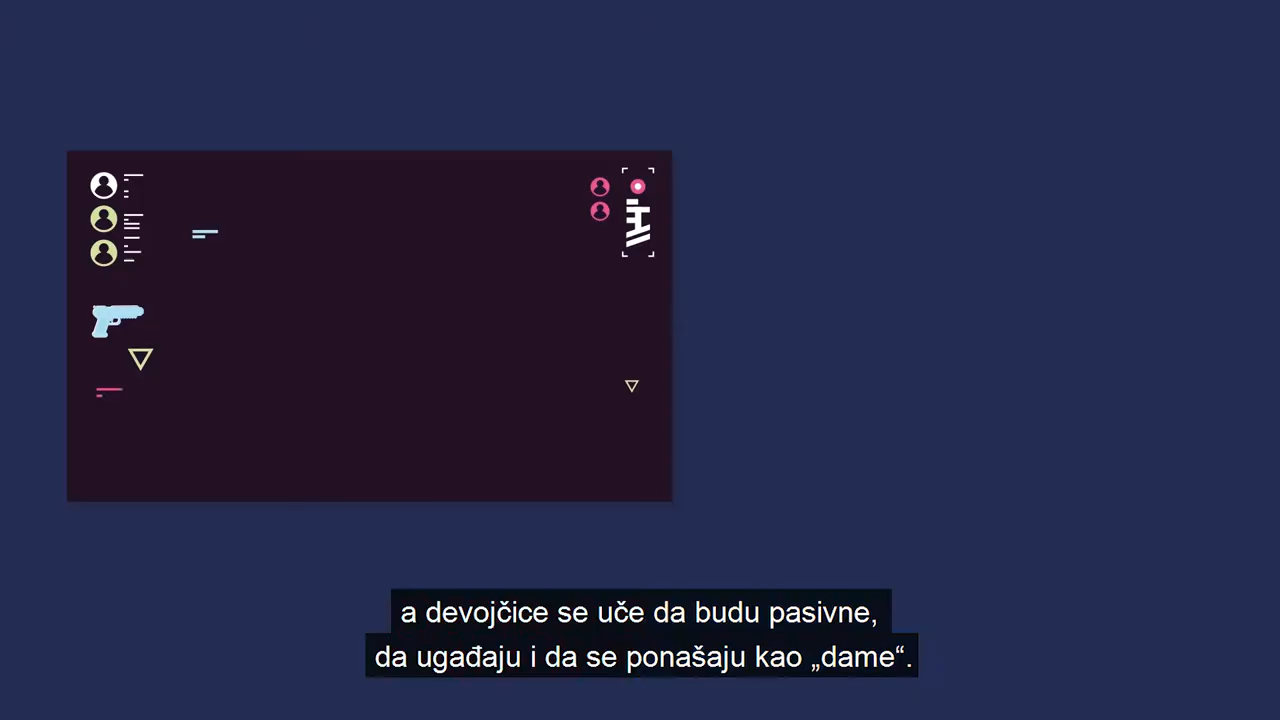 a devojčice se uče da budu pasivne,
da ugađaju i da se ponašaju kao „dame“.